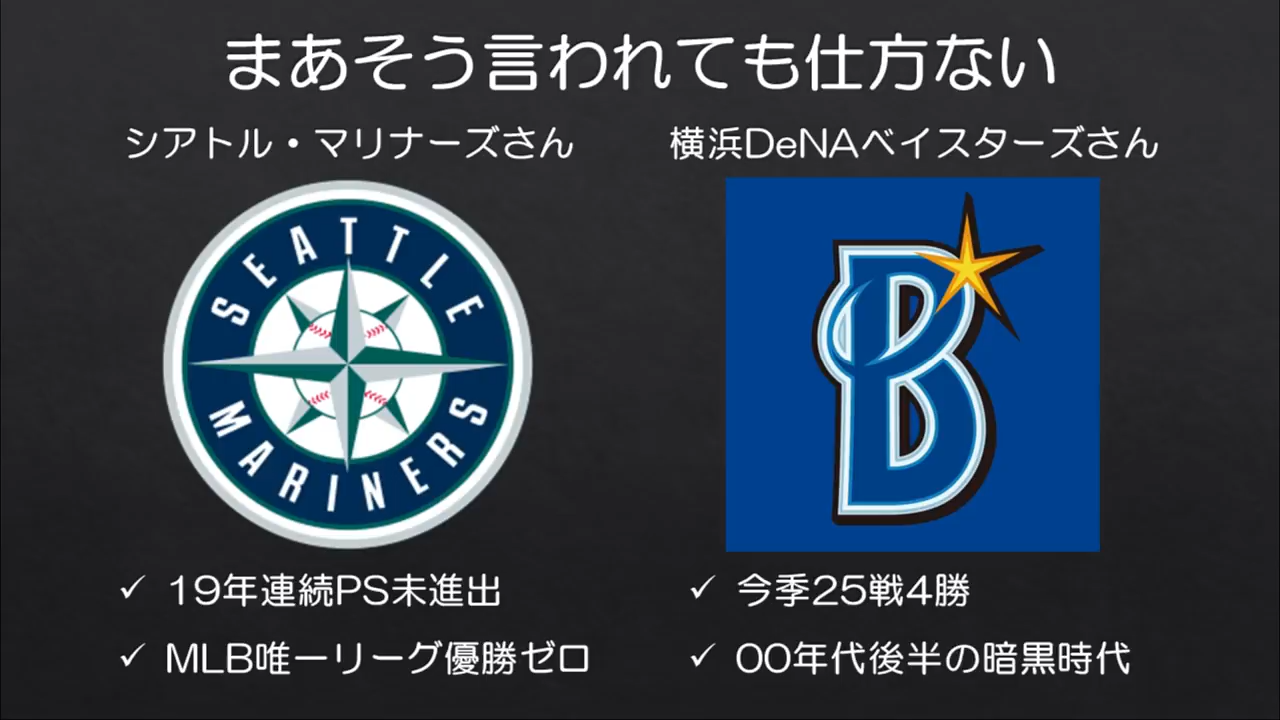 まあそう言われても仕方ない
シアトル・マリナーズさん
横浜DeNAベイスターズさん
SEATTLE
MARINERS
B
✓ 19年連続PS未進出
✓ MLB唯一リーグ優勝ゼロ
✓ 今季25戦4勝
✓ 00年代後半の暗黒時代